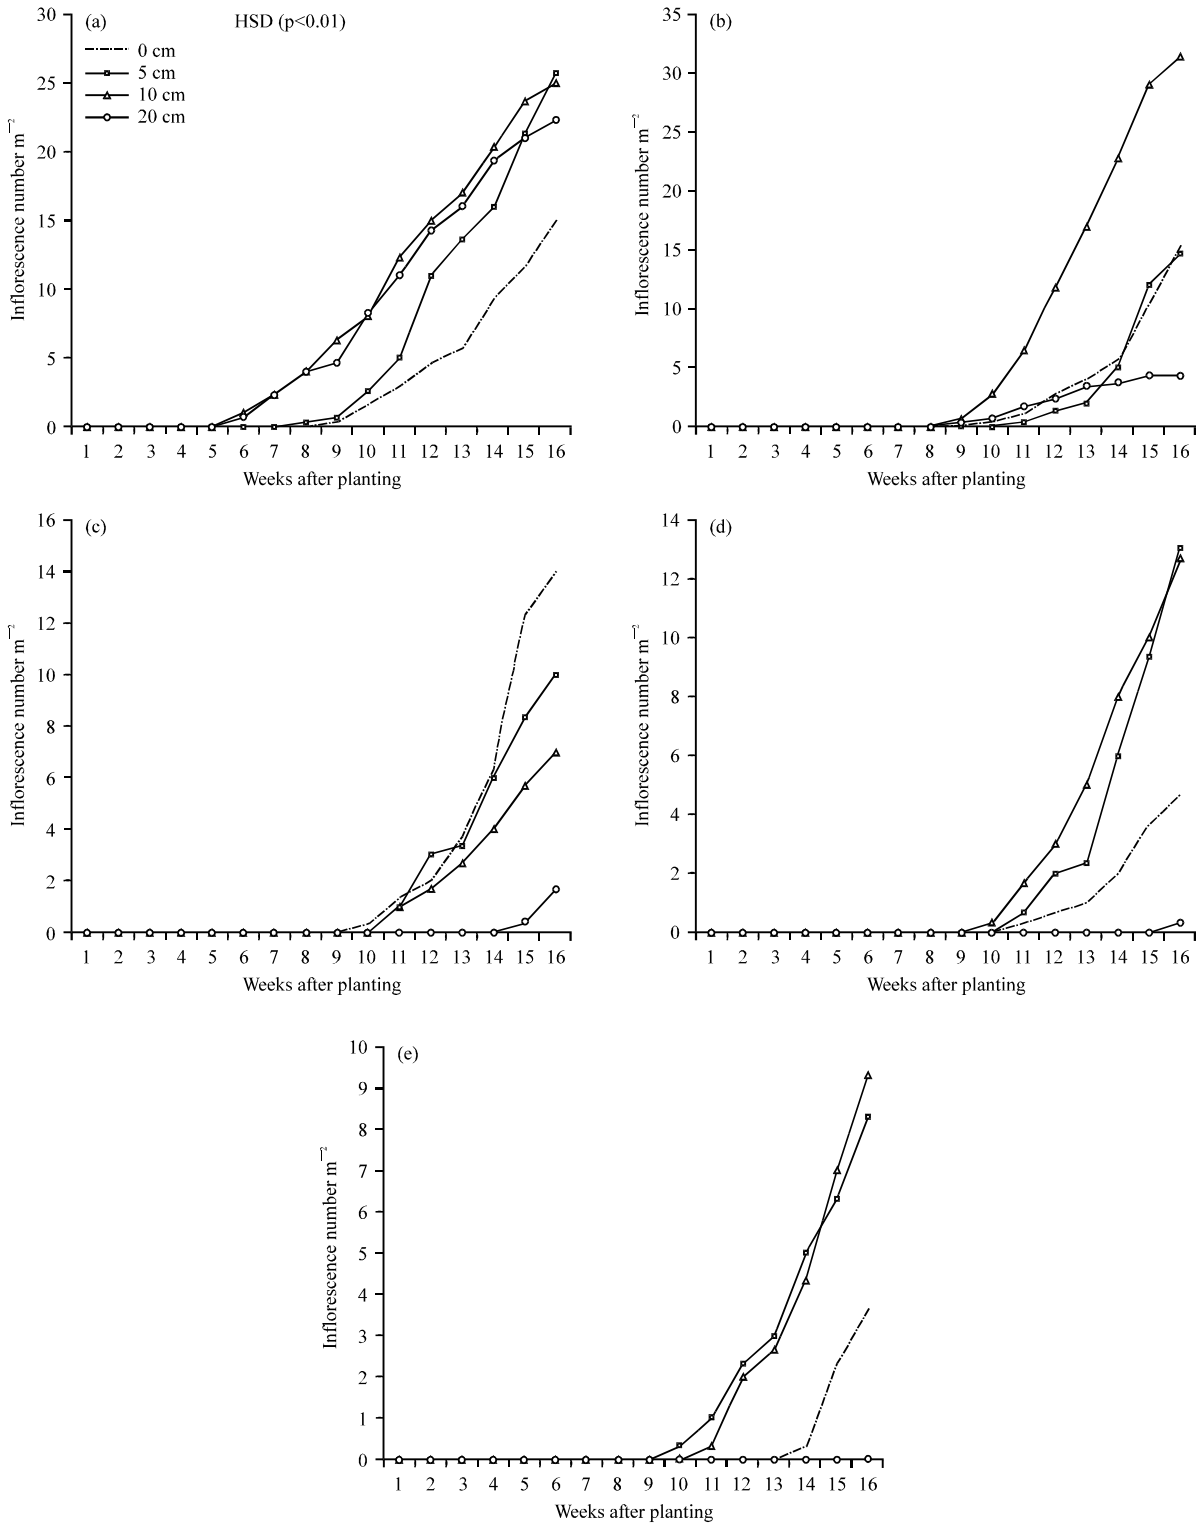 (a) HSD (p<0.01)
0 cm
5 cm
10 cm
20 cm
30
25
20
15
10
5
0
Inflorescence number m⁻²
1 2 3 4 5 6 7 8 9 10 11 12 13 14 15 16
Weeks after planting
(b)
35
30
25
20
15
10
5
0
Inflorescence number m⁻²
1 2 3 4 5 6 7 8 9 10 11 12 13 14 15 16
Weeks after planting
(c)
16
14
12
10
8
6
4
2
0
Inflorescence number m⁻²
1 2 3 4 5 6 7 8 9 10 11 12 13 14 15 16
Weeks after planting
(d)
14
12
10
8
6
4
2
0
Inflorescence number m⁻²
1 2 3 4 5 6 7 8 9 10 11 12 13 14 15 16
Weeks after planting
(e)
10
9
8
7
6
5
4
3
2
1
0
Inflorescence number m⁻²
1 2 3 4 5 6 7 8 9 10 11 12 13 14 15 16
Weeks after planting